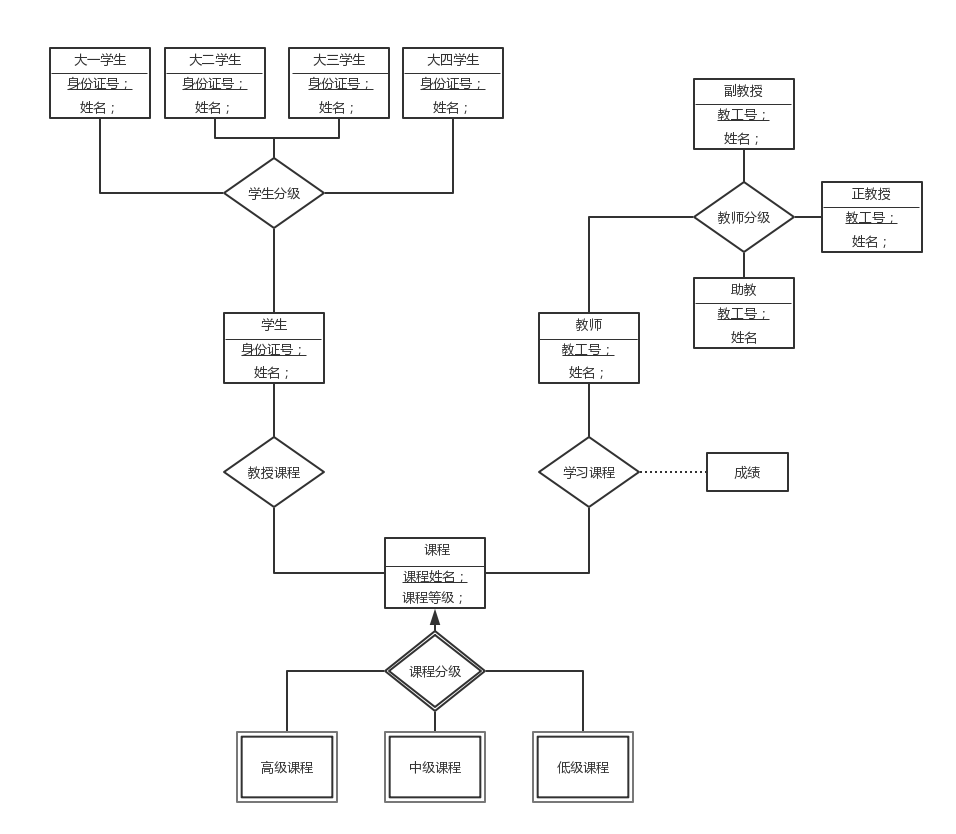 大一学生
身份证号；
姓名；
大二学生
身份证号；
姓名；
大三学生
身份证号；
姓名；
大四学生
身份证号；
姓名；
副教授
教工号；
姓名；
学生分级
教师分级
正教授
教工号；
姓名；
助教
教工号；
姓名
学生
身份证号；
姓名；
教师
教工号；
姓名；
教授课程
学习课程
成绩
课程
课程姓名；
课程等级；
课程分级
高级课程
中级课程
低级课程